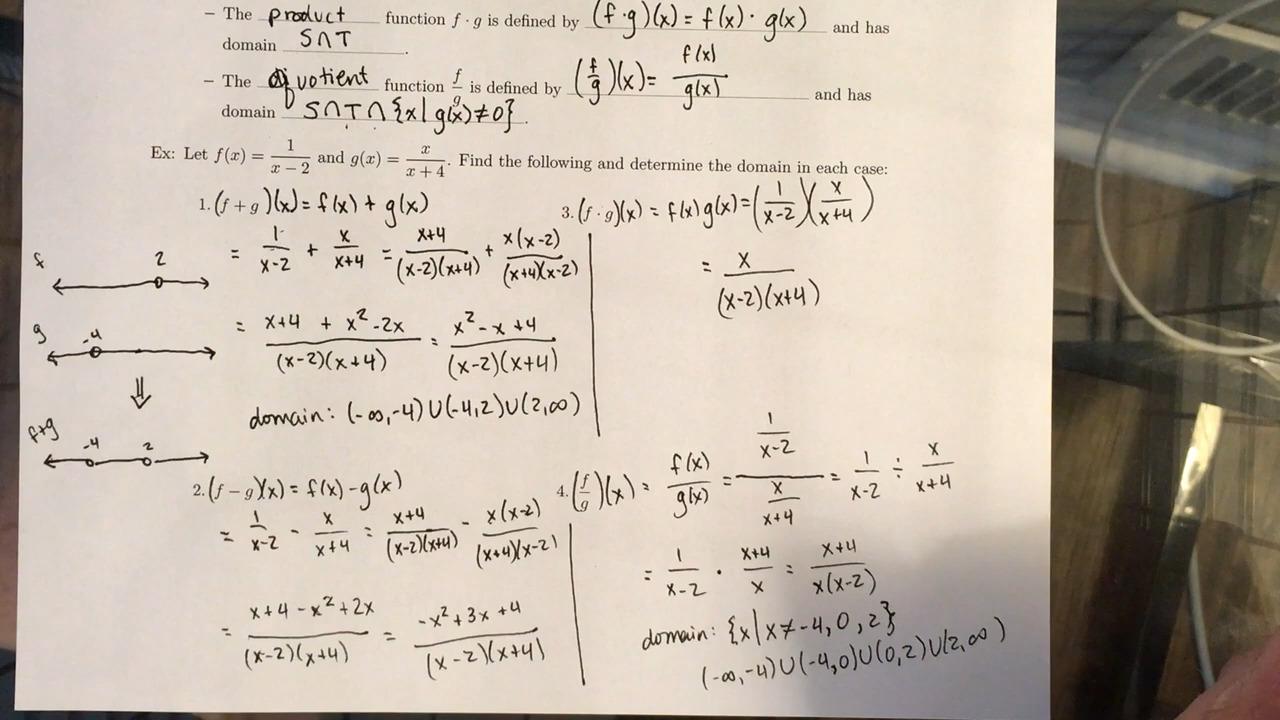 – The product function f · g is defined by (f·g)(x) = f(x) · g(x) and has
domain S∩T.
– The quotient function f/g is defined by (f/g)(x) = f(x)/g(x) and has
domain S∩T∩{x| g(x)≠0}.
Ex: Let f(x) = 1/(x − 2) and g(x) = x/(x + 4). Find the following and determine the domain in each case:
1. (f + g)(x) = f(x) + g(x)
= 1/(x-2) + x/(x+4) = (x+4)/((x-2)(x+4)) + x(x-2)/((x+4)(x-2))
= (x+4 + x²-2x)/((x-2)(x+4)) = (x²-x+4)/((x-2)(x+4))
domain: (-∞,-4)∪(-4,2)∪(2,∞)
f
2
g
-4
⇓
f+g
-4 2
2. (f − g)(x) = f(x) - g(x)
= 1/(x-2) - x/(x+4) = (x+4)/((x-2)(x+4)) - x(x-2)/((x+4)(x-2))
= (x+4-x²+2x)/((x-2)(x+4)) = (-x²+3x+4)/((x-2)(x+4))
3. (f · g)(x) = f(x)g(x) = (1/(x-2))(x/(x+4))
= x/((x-2)(x+4))
4. (f/g)(x) = f(x)/g(x) = (1/(x-2))/(x/(x+4)) = 1/(x-2) ÷ x/(x+4)
= 1/(x-2) · (x+4)/x = (x+4)/(x(x-2))
domain: {x|x≠-4,0,2}
(-∞,-4)∪(-4,0)∪(0,2)∪(2,∞)